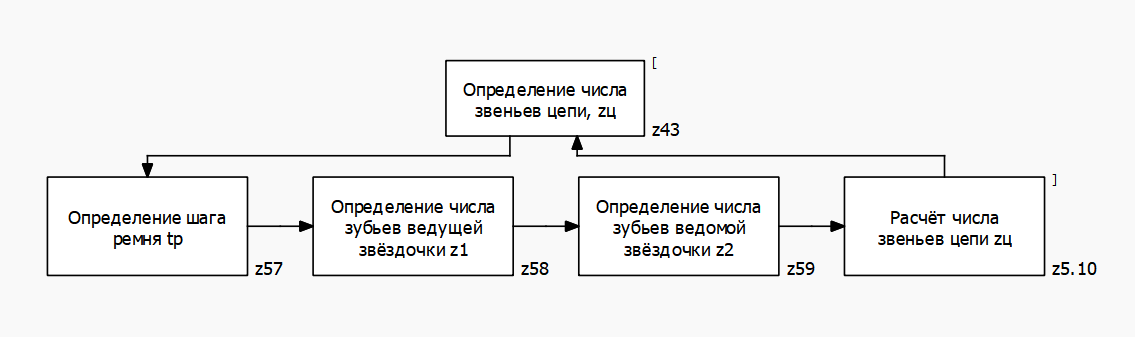 [
Определение числа
звеньев цепи, zц
z43
]
Определение шага
ремня tр
z57
Определение числа
зубьев ведущей
звёздочки z1
z58
Определение числа
зубьев ведомой
звёздочки z2
z59
Расчёт числа
звеньев цепи zц
z5.10